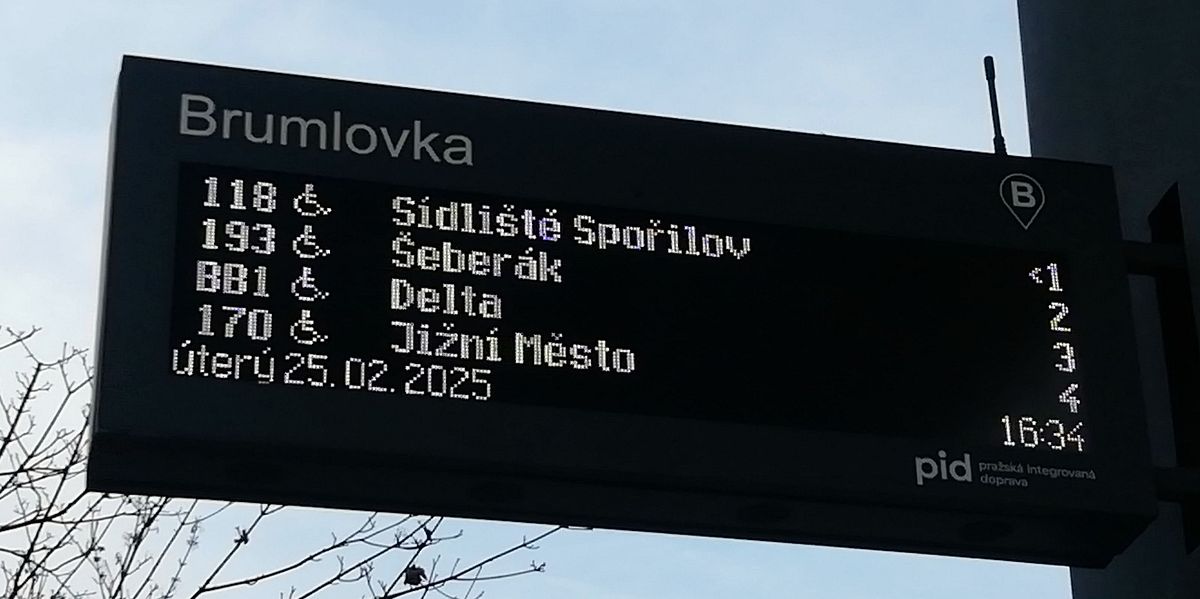 Brumlovka
B
118 Sídliště Spořilov <1
193 Šeberák 2
BB1 Delta 3
170 Jižní Město 4
úterý 25. 02. 2025 16:34
pid pražská integrovaná
doprava